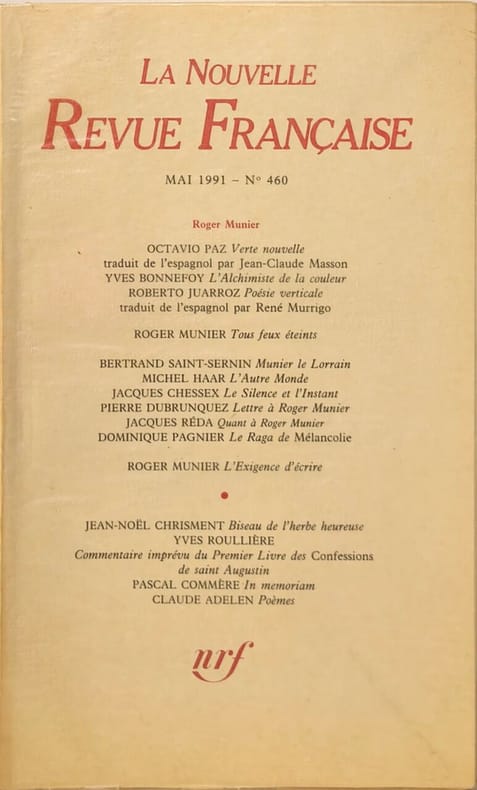 LA NOUVELLE
REVUE FRANÇAISE
MAI 1991 – Nº 460
Roger Munier
OCTAVIO PAZ Verte nouvelle
traduit de l'espagnol par Jean-Claude Masson
YVES BONNEFOY L'Alchimiste de la couleur
ROBERTO JUARROZ Poésie verticale
traduit de l'espagnol par René Murrigo
ROGER MUNIER Tous feux éteints
BERTRAND SAINT-SERNIN Munier le Lorrain
MICHEL HAAR L'Autre Monde
JACQUES CHESSEX Le Silence et l'Instant
PIERRE DUBRUNQUEZ Lettre à Roger Munier
JACQUES RÉDA Quant à Roger Munier
DOMINIQUE PAGNIER Le Raga de Mélancolie
ROGER MUNIER L'Exigence d'écrire
JEAN-NOËL CHRISMENT Biseau de l'herbe heureuse
YVES ROULLIÈRE
Commentaire imprévu du Premier Livre des Confessions
de saint Augustin
PASCAL COMMÈRE In memoriam
CLAUDE ADELEN Poèmes
nrf